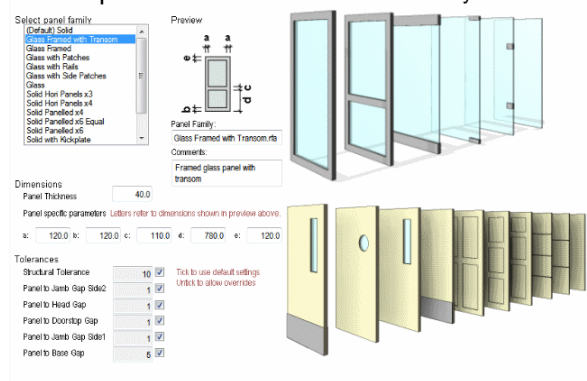 Select panel family
(Default) Solid
Glass Framed with Transom
Glass Framed
Glass with Patches
Glass with Rails
Glass with Side Patches
Glass
Solid Hori Panels x3
Solid Hori Panels x4
Solid Panelled x4
Solid Panelled x6 Equal
Solid Panelled x6
Solid with Kickplate
Preview
a a
e
c
d
b
Panel Family:
Glass Framed with Transom.rfa
Comments:
Framed glass panel with
transom
Dimensions
Panel Thickness 40.0
Panel specific parameters Letters refer to dimensions shown in preview above.
a: 120.0 b: 120.0 c: 110.0 d: 780.0 e: 120.0
Tolerances
Structural Tolerance 10 Tick to use default settings
Panel to Jamb Gap Side2 1 Untick to allow overrides
Panel to Head Gap 1
Panel to Doorstop Gap 1
Panel to Jamb Gap Side1 1
Panel to Base Gap 5